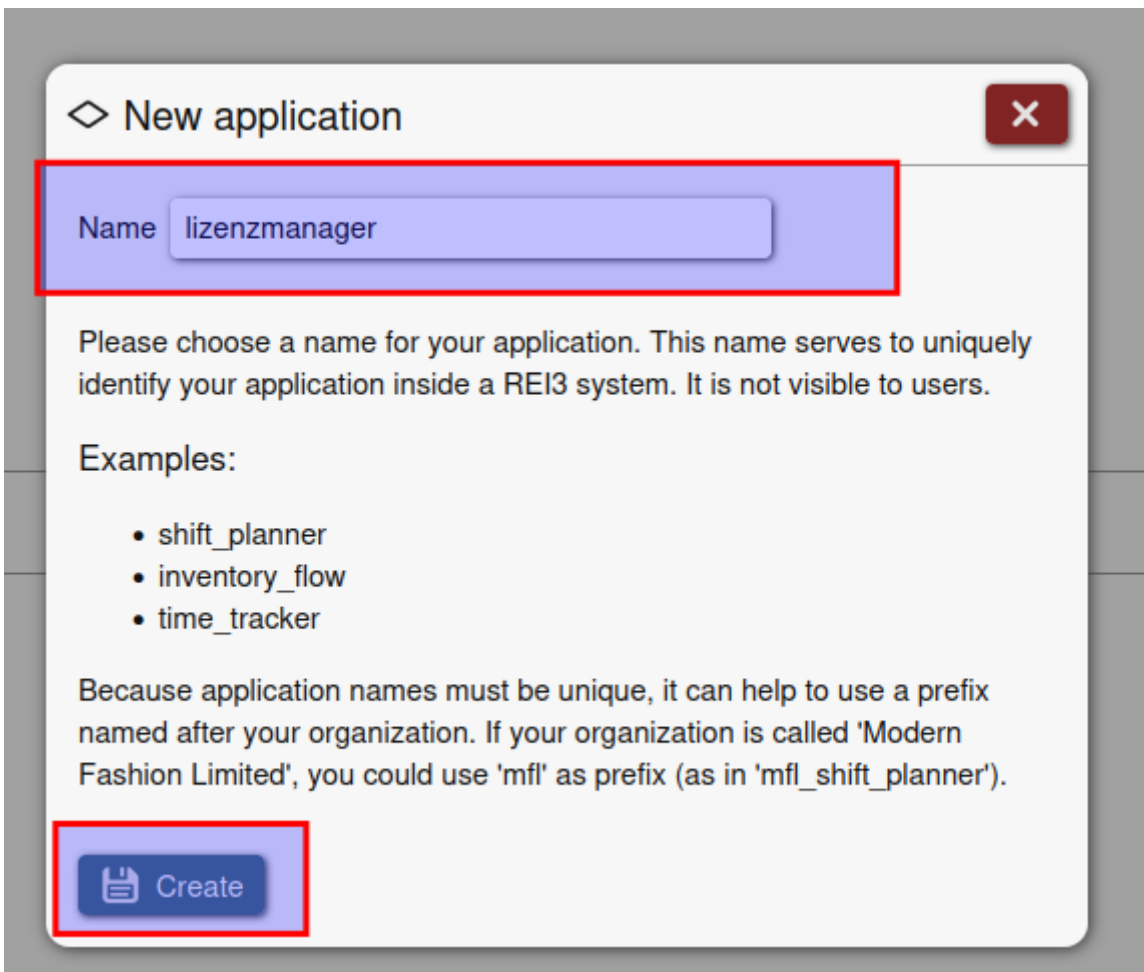 New application
Name lizenzmanager
Please choose a name for your application. This name serves to uniquely
identify your application inside a REI3 system. It is not visible to users.
Examples:
• shift_planner
• inventory_flow
• time_tracker
Because application names must be unique, it can help to use a prefix
named after your organization. If your organization is called 'Modern
Fashion Limited', you could use 'mfl' as prefix (as in 'mfl_shift_planner').
Create